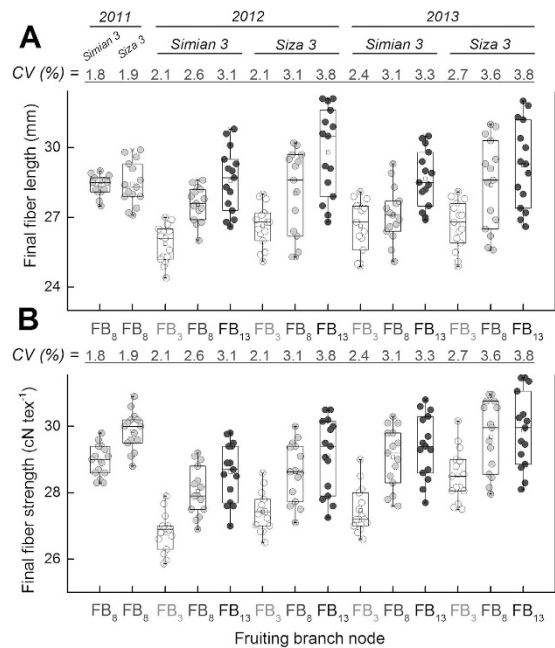 A
2011 2012 2013
Simian 3 Siza 3 Simian 3 Siza 3 Simian 3 Siza 3
CV (%) = 1.8 1.9 2.1 2.6 3.1 2.1 3.1 3.8 2.4 3.1 3.3 2.7 3.6 3.8
Final fiber length (mm)
30
27
24
FB8 FB8 FB3 FB8 FB13 FB3 FB8 FB13 FB3 FB8 FB13 FB3 FB8 FB13
B
CV (%) = 1.8 1.9 2.1 2.6 3.1 2.1 3.1 3.8 2.4 3.1 3.3 2.7 3.6 3.8
Final fiber strength (cN tex-1)
30
28
26
FB8 FB8 FB3 FB8 FB13 FB3 FB8 FB13 FB3 FB8 FB13 FB3 FB8 FB13
Fruiting branch node